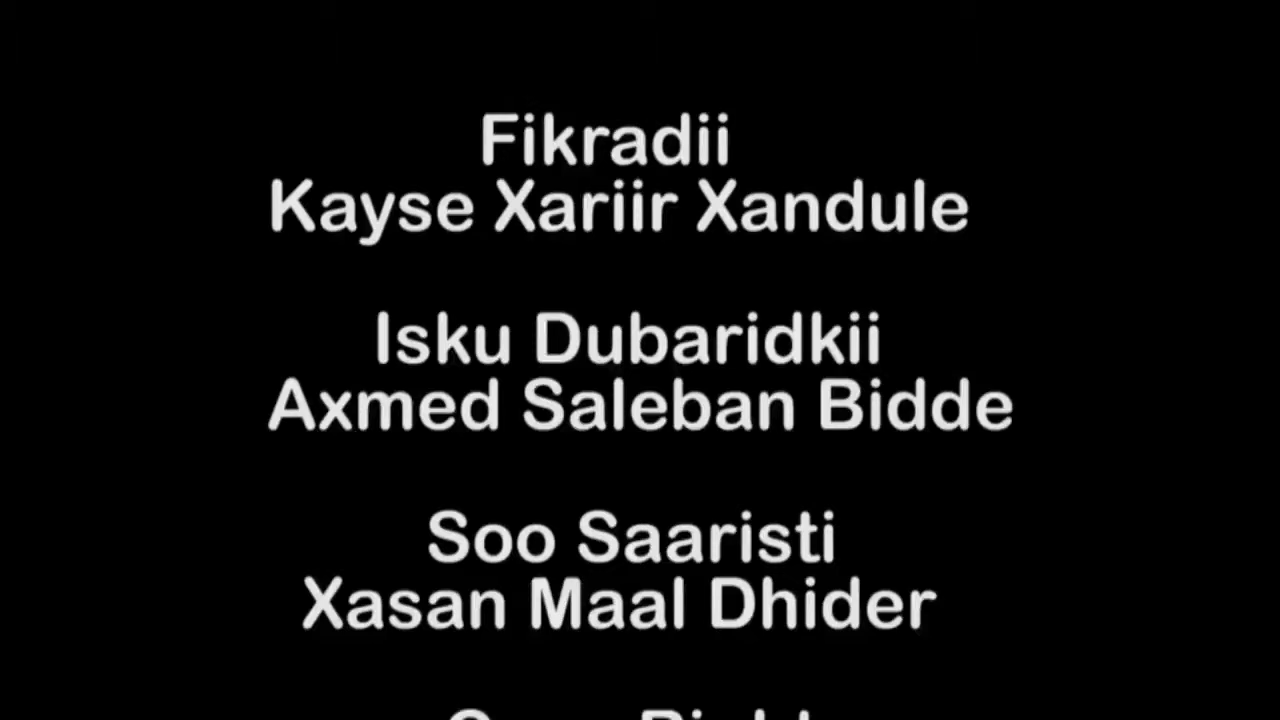 Fikradii
Kayse Xariir Xandule
Isku Dubaridkii
Axmed Saleban Bidde
Soo Saaristi
Xasan Maal Dhider